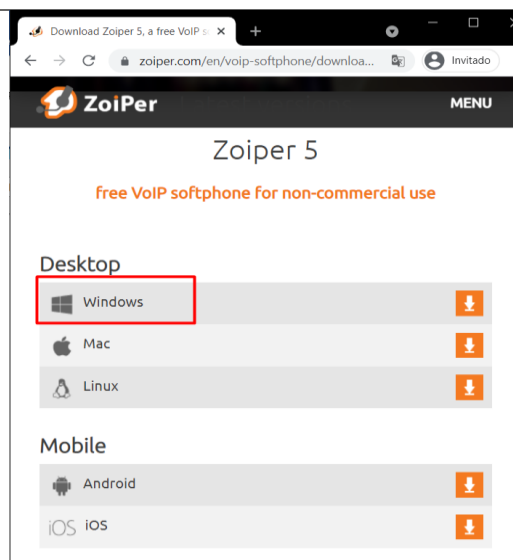 Download Zoiper 5, a free VoIP s
zoiper.com/en/voip-softphone/downloa...
Invitado
ZoiPer
MENU
Zoiper 5
free VoIP softphone for non-commercial use
Desktop
Windows
Mac
Linux
Mobile
Android
iOS iOS